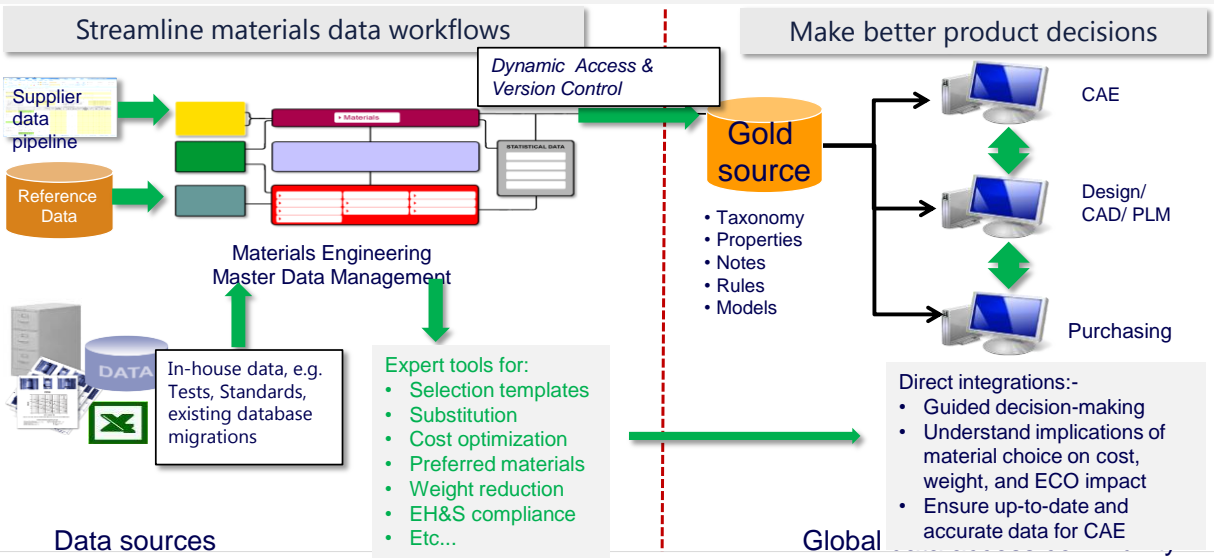 Streamline materials data workflows
Make better product decisions
Dynamic Access &
Version Control
Supplier
data
pipeline
Reference
Data
• Materials
STATISTICAL DATA
Materials Engineering
Master Data Management
Gold
source
• Taxonomy
• Properties
• Notes
• Rules
• Models
CAE
Design/
CAD/ PLM
Purchasing
DATA
In-house data, e.g.
Tests, Standards,
existing database
migrations
Expert tools for:
• Selection templates
• Substitution
• Cost optimization
• Preferred materials
• Weight reduction
• EH&S compliance
• Etc...
Direct integrations:-
• Guided decision-making
• Understand implications of
material choice on cost,
weight, and ECO impact
• Ensure up-to-date and
accurate data for CAE
Data sources
Global